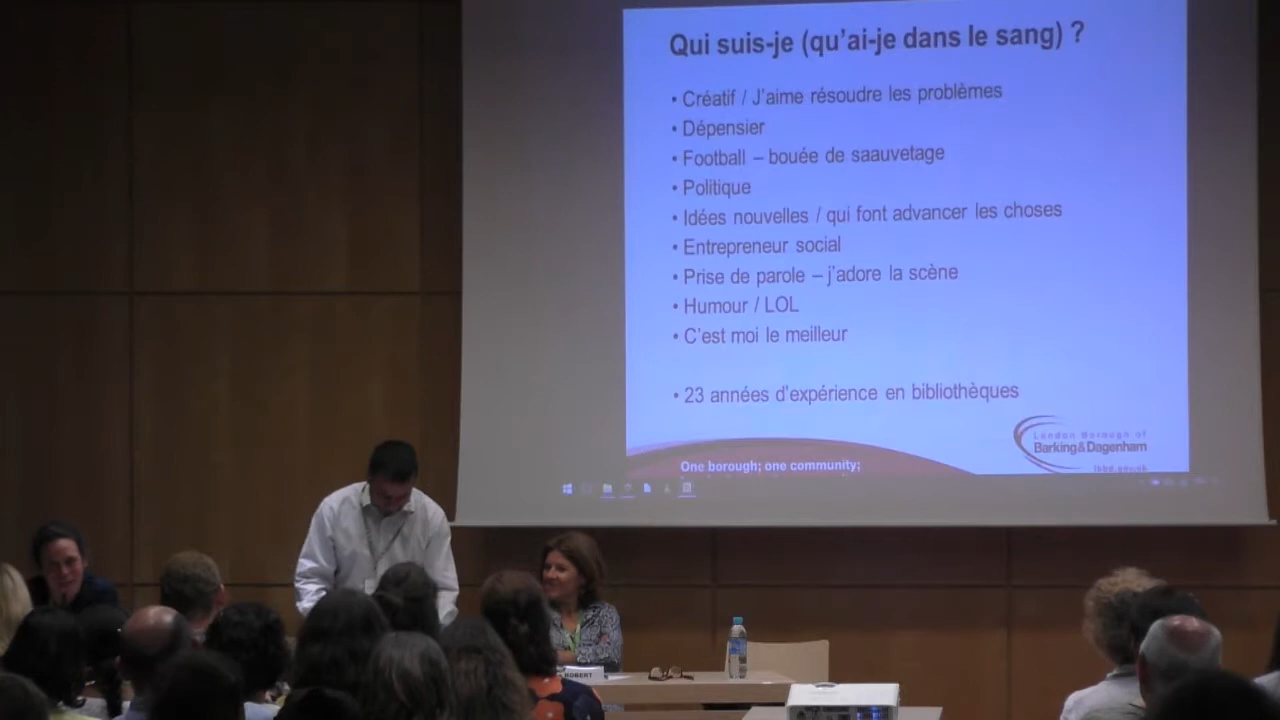 Qui suis-je (qu'ai-je dans le sang) ?
• Créatif / J'aime résoudre les problèmes
• Dépensier
• Football – bouée de saauvetage
• Politique
• Idées nouvelles / qui font advancer les choses
• Entrepreneur social
• Prise de parole – j'adore la scène
• Humour / LOL
• C'est moi le meilleur
• 23 années d'expérience en bibliothèques
London Borough of
Barking&Dagenham
lbbd.gov.uk
One borough; one community;
ROBERT